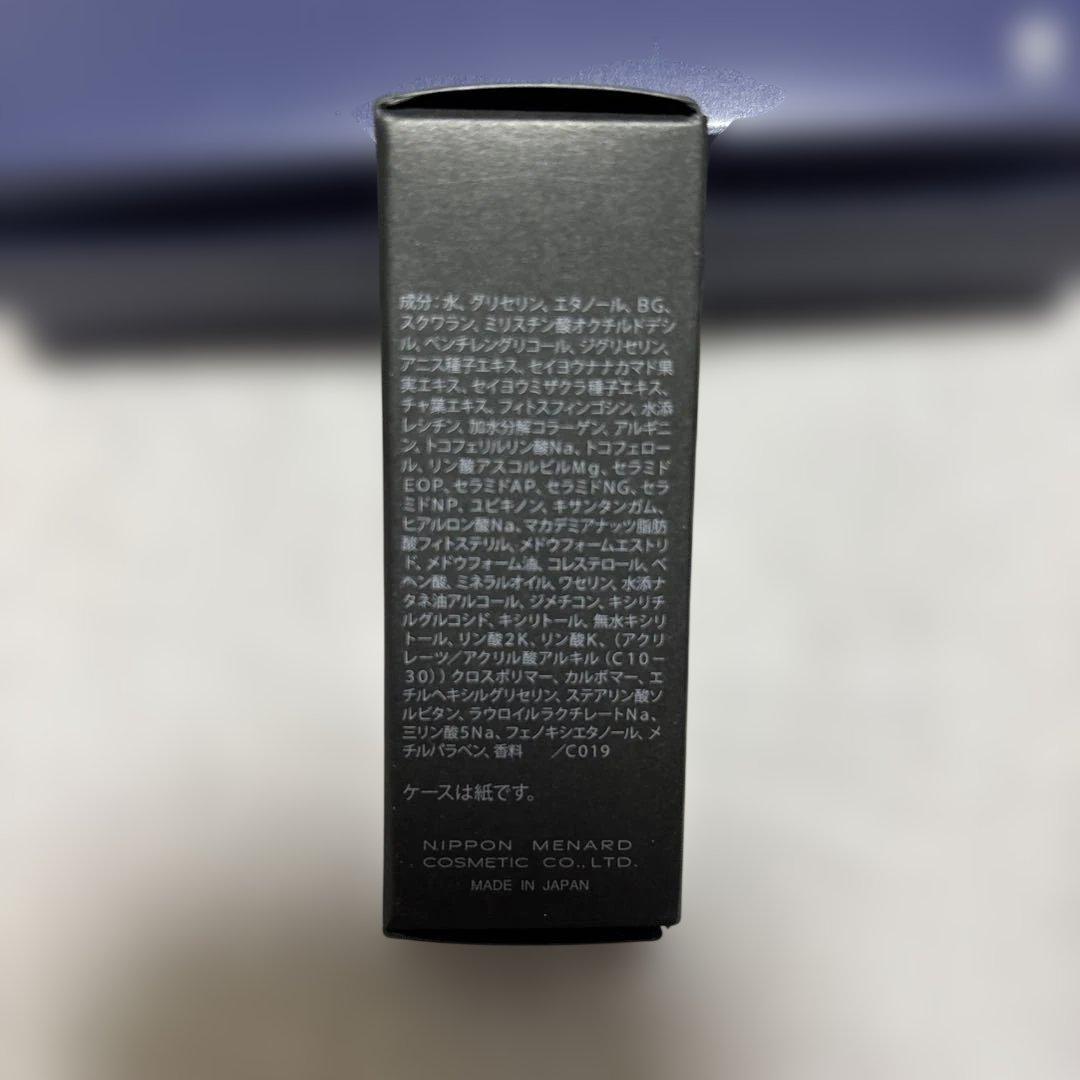 成分：水、グリセリン、エタノール、BG、
スクワラン、ミリスチン酸オクチルドデシ
ル、ペンチレングリコール、ジグリセリン、
アニス種子エキス、セイヨウナナカマド果
実エキス、セイヨウミザクラ種子エキス、
チャ葉エキス、フィトスフィンゴシン、水添
レシチン、加水分解コラーゲン、アルギニ
ン、トコフェリルリン酸Na、トコフェロー
ル、リン酸アスコルビルMg、セラミド
EOP、セラミドAP、セラミドNG、セラ
ミドNP、ユビキノン、キサンタンガム、
ヒアルロン酸Na、マカデミアナッツ脂肪
酸フィトステリル、メドウフォームエストリ
ド、メドウフォーム油、コレステロール、ベ
ヘン酸、ミネラルオイル、ワセリン、水添ナ
タネ油アルコール、ジメチコン、キシリチ
ルグルコシド、キシリトール、無水キシリ
トール、リン酸2K、リン酸K、（アクリ
レーツ／アクリル酸アルキル（C10－
30））クロスポリマー、カルボマー、エ
チルヘキシルグリセリン、ステアリン酸ソ
ルビタン、ラウロイルラクチレートNa、
三リン酸5Na、フェノキシエタノール、メ
チルパラベン、香料　／C019
ケースは紙です。
NIPPON MENARD
COSMETIC CO., LTD.
MADE IN JAPAN